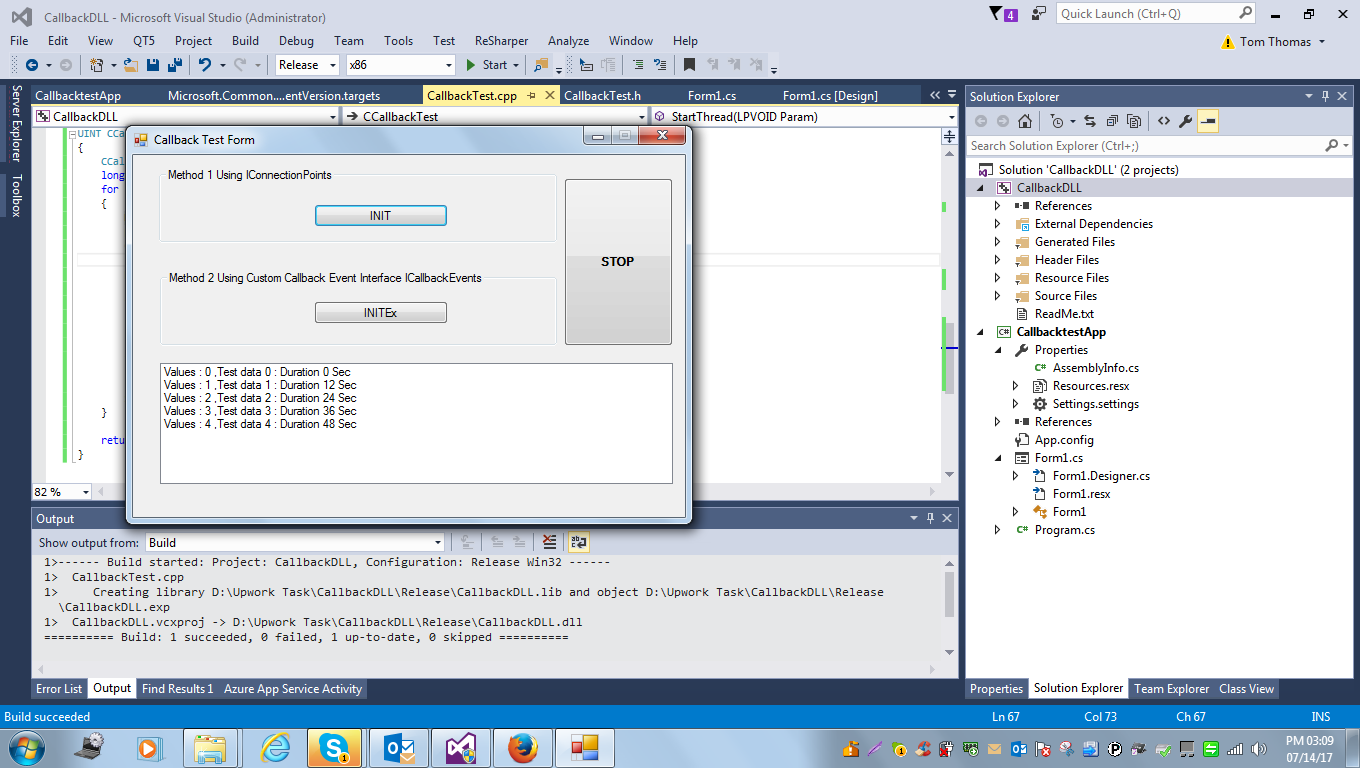 CallbackDLL - Microsoft Visual Studio (Administrator)
4
Quick Launch (Ctrl+Q)
File Edit View QT5 Project Build Debug Team Tools Test ReSharper Analyze Window Help
Tom Thomas
Release x86 Start
Server Explorer
Toolbox
CallbacktestApp Microsoft.Common....entVersion.targets CallbackTest.cpp CallbackTest.h Form1.cs Form1.cs [Design]
CallbackDLL CCallbackTest StartThread(LPVOID Param)
UINT CCa
{
CCal
long
for
{
}
retu
}
82 %
Callback Test Form
Method 1 Using IConnectionPoints
INIT
STOP
Method 2 Using Custom Callback Event Interface ICallbackEvents
INITEx
Values : 0 ,Test data 0 : Duration 0 Sec
Values : 1 ,Test data 1 : Duration 12 Sec
Values : 2 ,Test data 2 : Duration 24 Sec
Values : 3 ,Test data 3 : Duration 36 Sec
Values : 4 ,Test data 4 : Duration 48 Sec
Output
Show output from: Build
1>------ Build started: Project: CallbackDLL, Configuration: Release Win32 ------
1>  CallbackTest.cpp
1>     Creating library D:\Upwork Task\CallbackDLL\Release\CallbackDLL.lib and object D:\Upwork Task\CallbackDLL\Release
\CallbackDLL.exp
1>  CallbackDLL.vcxproj -> D:\Upwork Task\CallbackDLL\Release\CallbackDLL.dll
========== Build: 1 succeeded, 0 failed, 1 up-to-date, 0 skipped ==========
Error List Output Find Results 1 Azure App Service Activity
Solution Explorer
Search Solution Explorer (Ctrl+;)
Solution 'CallbackDLL' (2 projects)
CallbackDLL
References
External Dependencies
Generated Files
Header Files
Resource Files
Source Files
ReadMe.txt
C# CallbacktestApp
Properties
C# AssemblyInfo.cs
Resources.resx
Settings.settings
References
App.config
Form1.cs
Form1.Designer.cs
Form1.resx
Form1
C# Program.cs
Properties Solution Explorer Team Explorer Class View
Build succeeded Ln 67 Col 73 Ch 67 INS
PM 03:09
07/14/17